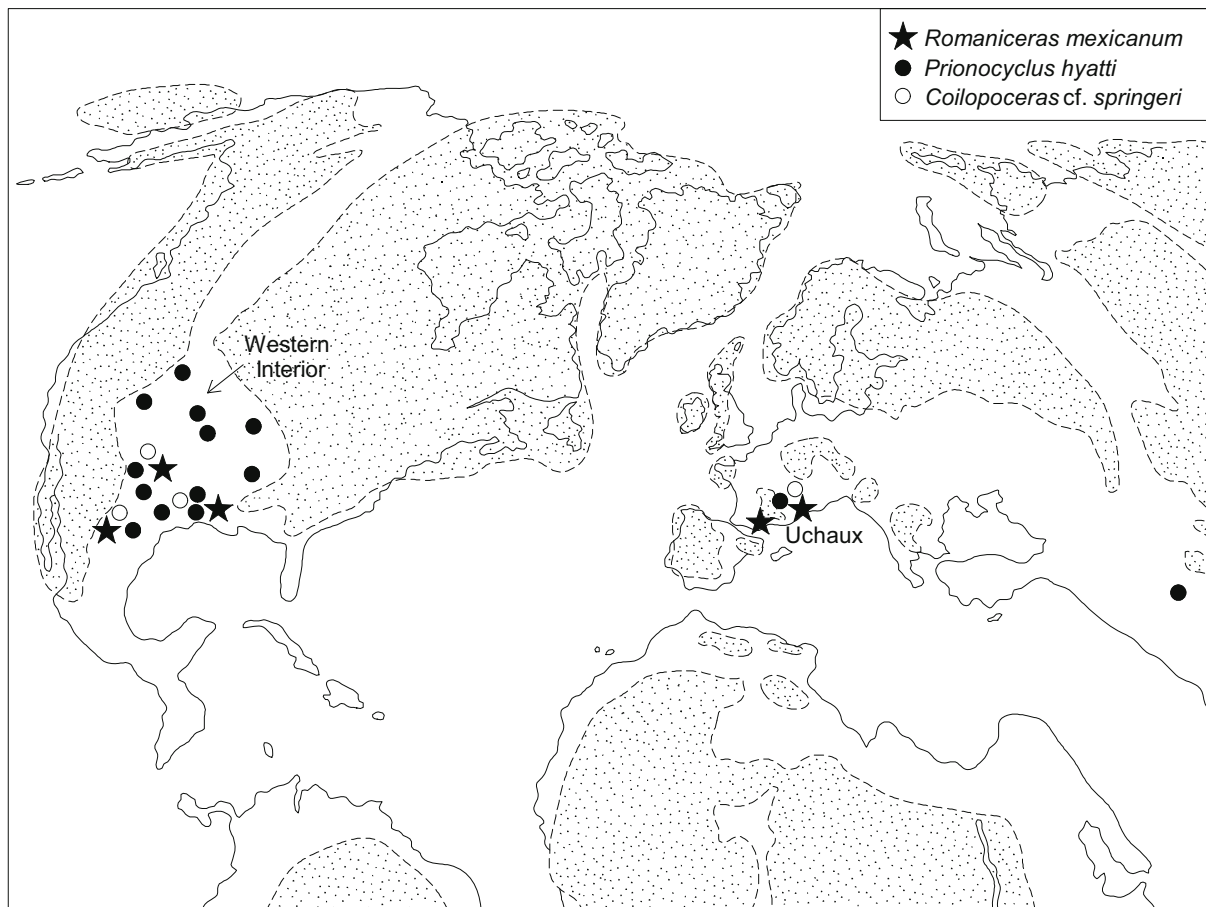 Romaniceras mexicanum
Prionocyclus hyatti
Coilopoceras cf. springeri
Western
Interior
Uchaux